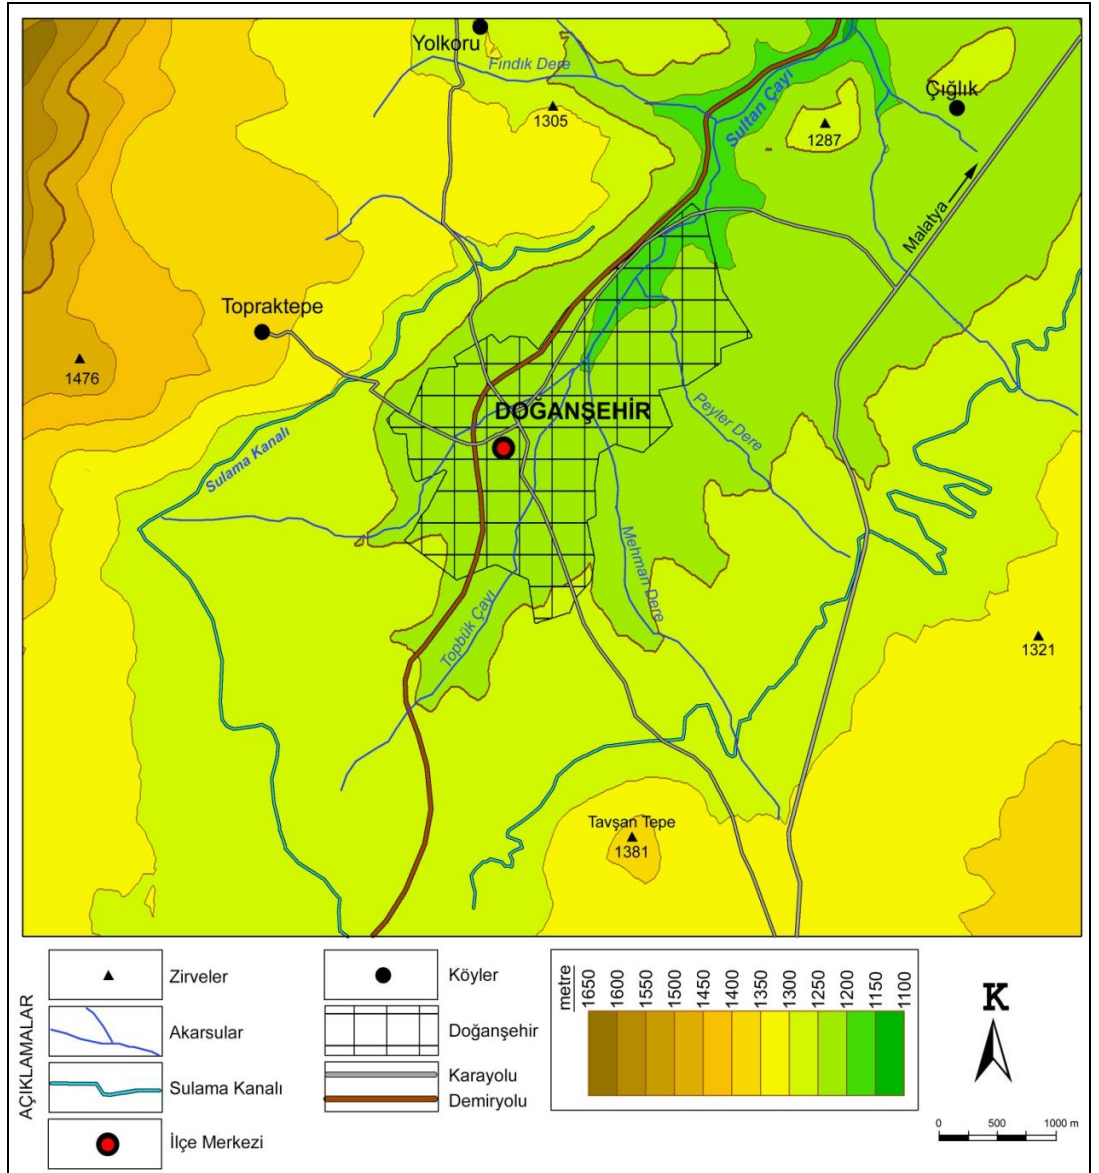 Yolkoru
Fındık Dere
1305
Sultan Çayı
1287
Çığlık
Malatya
Topraktepe
1476
DOĞANŞEHİR
Sulama Kanalı
Peyler Dere
Mehman Dere
Topbük Çayı
1321
Tavşan Tepe
1381
AÇIKLAMALAR
Zirveler
Akarsular
Sulama Kanalı
İlçe Merkezi
Köyler
Doğanşehir
Karayolu
Demiryolu
metre
1650
1600
1550
1500
1450
1400
1350
1300
1250
1200
1150
1100
K
0 500 1000 m